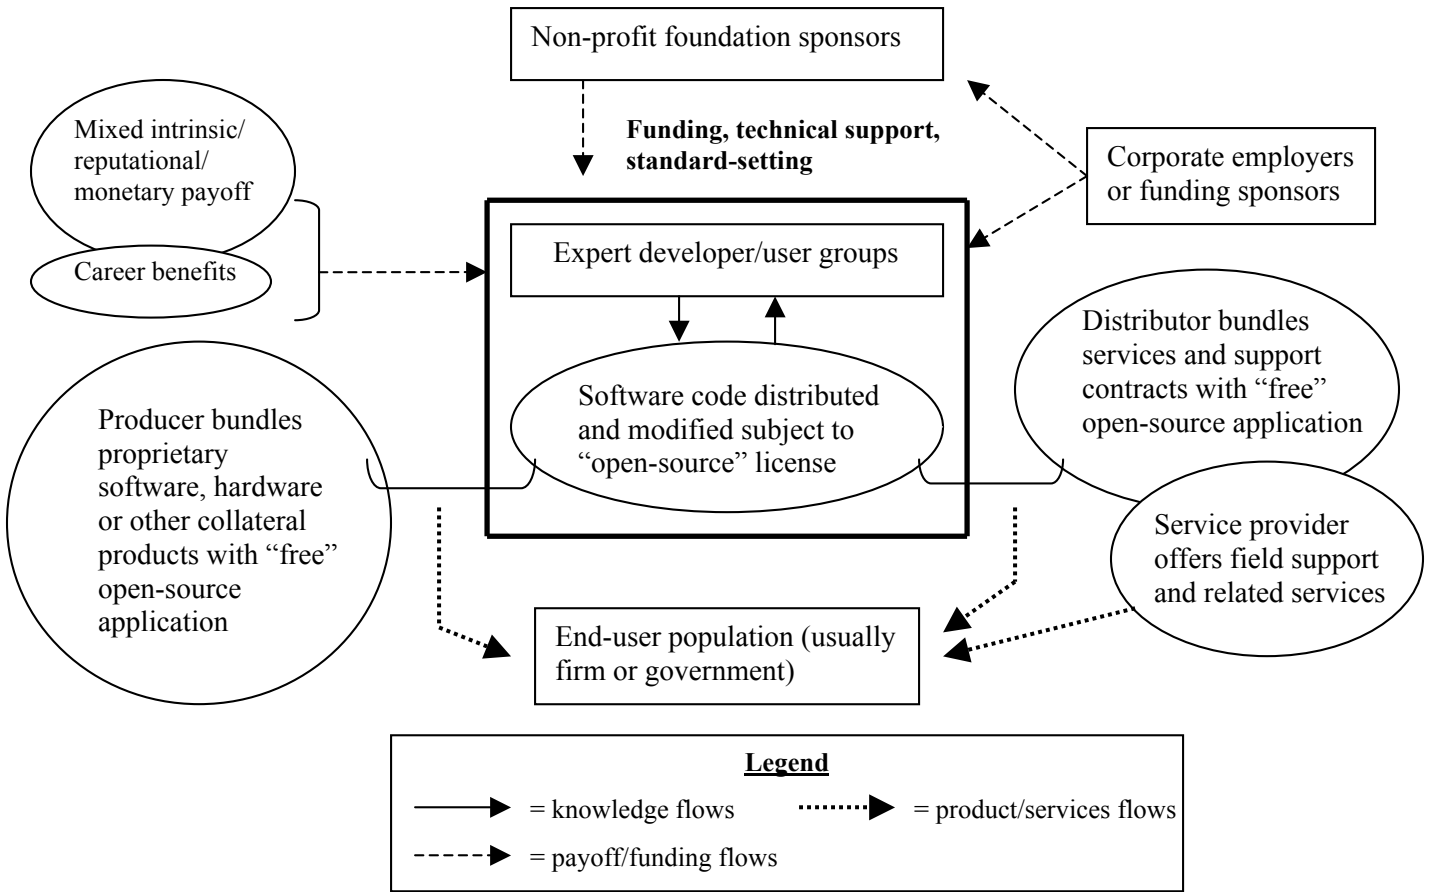 Non-profit foundation sponsors
Mixed intrinsic/
reputational/
monetary payoff
Funding, technical support,
standard-setting
Corporate employers
or funding sponsors
Career benefits
Expert developer/user groups
Distributor bundles
services and support
contracts with “free”
open-source application
Software code distributed
and modified subject to
“open-source” license
Producer bundles
proprietary
software, hardware
or other collateral
products with “free”
open-source
application
Service provider
offers field support
and related services
End-user population (usually
firm or government)
Legend
= knowledge flows
= product/services flows
= payoff/funding flows